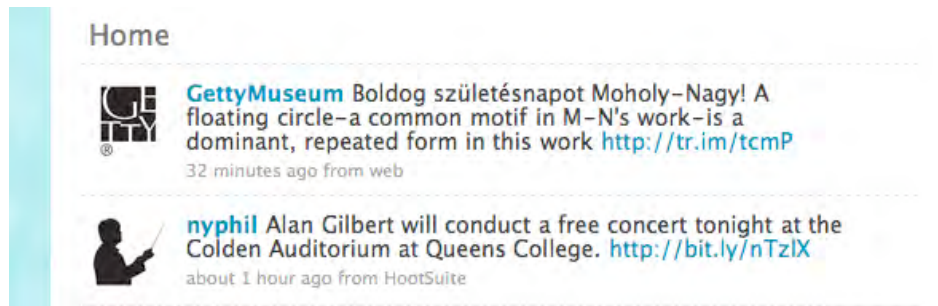 Home
GettyMuseum Boldog születésnapot Moholy-Nagy! A
floating circle-a common motif in M-N's work-is a
dominant, repeated form in this work http://tr.im/tcmP
32 minutes ago from web
GETTY
®
nyphil Alan Gilbert will conduct a free concert tonight at the
Colden Auditorium at Queens College. http://bit.ly/nTzlX
about 1 hour ago from HootSuite